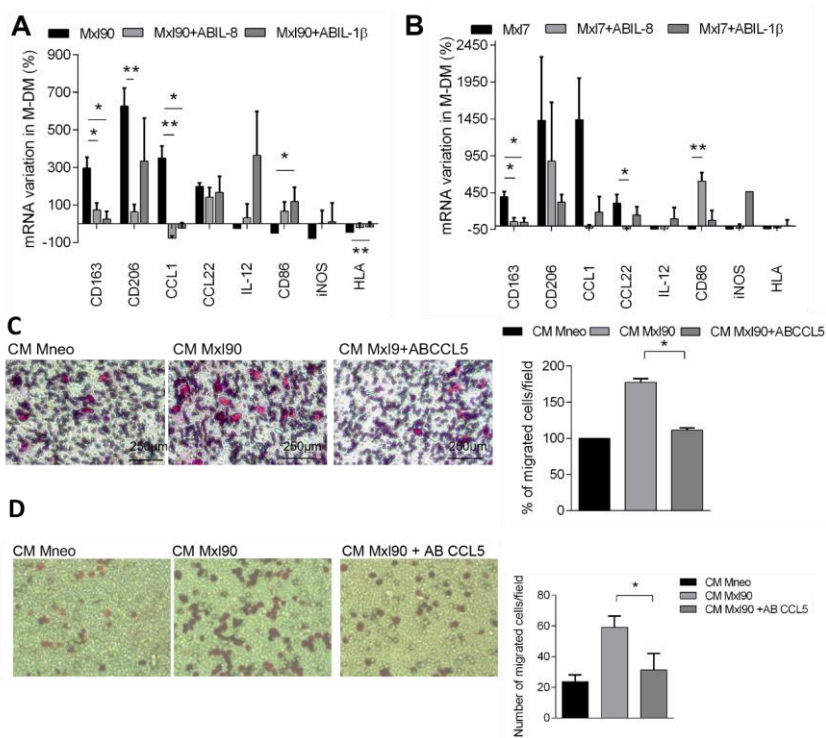 A
Mxl90 Mxl90+ABIL-8 Mxl90+ABIL-1β
mRNA variation in M-DM (%)
900
700
500
300
100
-100
**
*
*
*
**
*
**
CD163
CD206
CCL1
CCL22
IL-12
CD86
iNOS
HLA
B
Mxl7 Mxl7+ABIL-8 Mxl7+ABIL-1β
mRNA variation in M-DM (%)
2450
1950
1450
950
450
-50
*
*
*
**
CD163
CD206
CCL1
CCL22
IL-12
CD86
iNOS
HLA
C
CM Mneo CM Mxl90 CM Mxl9+ABCCL5
250µm 250µm 250µm
CM Mneo CM Mxl90 CM Mxl90+ABCCL5
% of migrated cells/field
200
150
100
50
0
*
D
CM Mneo CM Mxl90 CM Mxl90 + AB CCL5
CM Mneo
CM Mxl90
CM Mxl90 +AB CCL5
Number of migrated cells/field
80
60
40
20
0
*